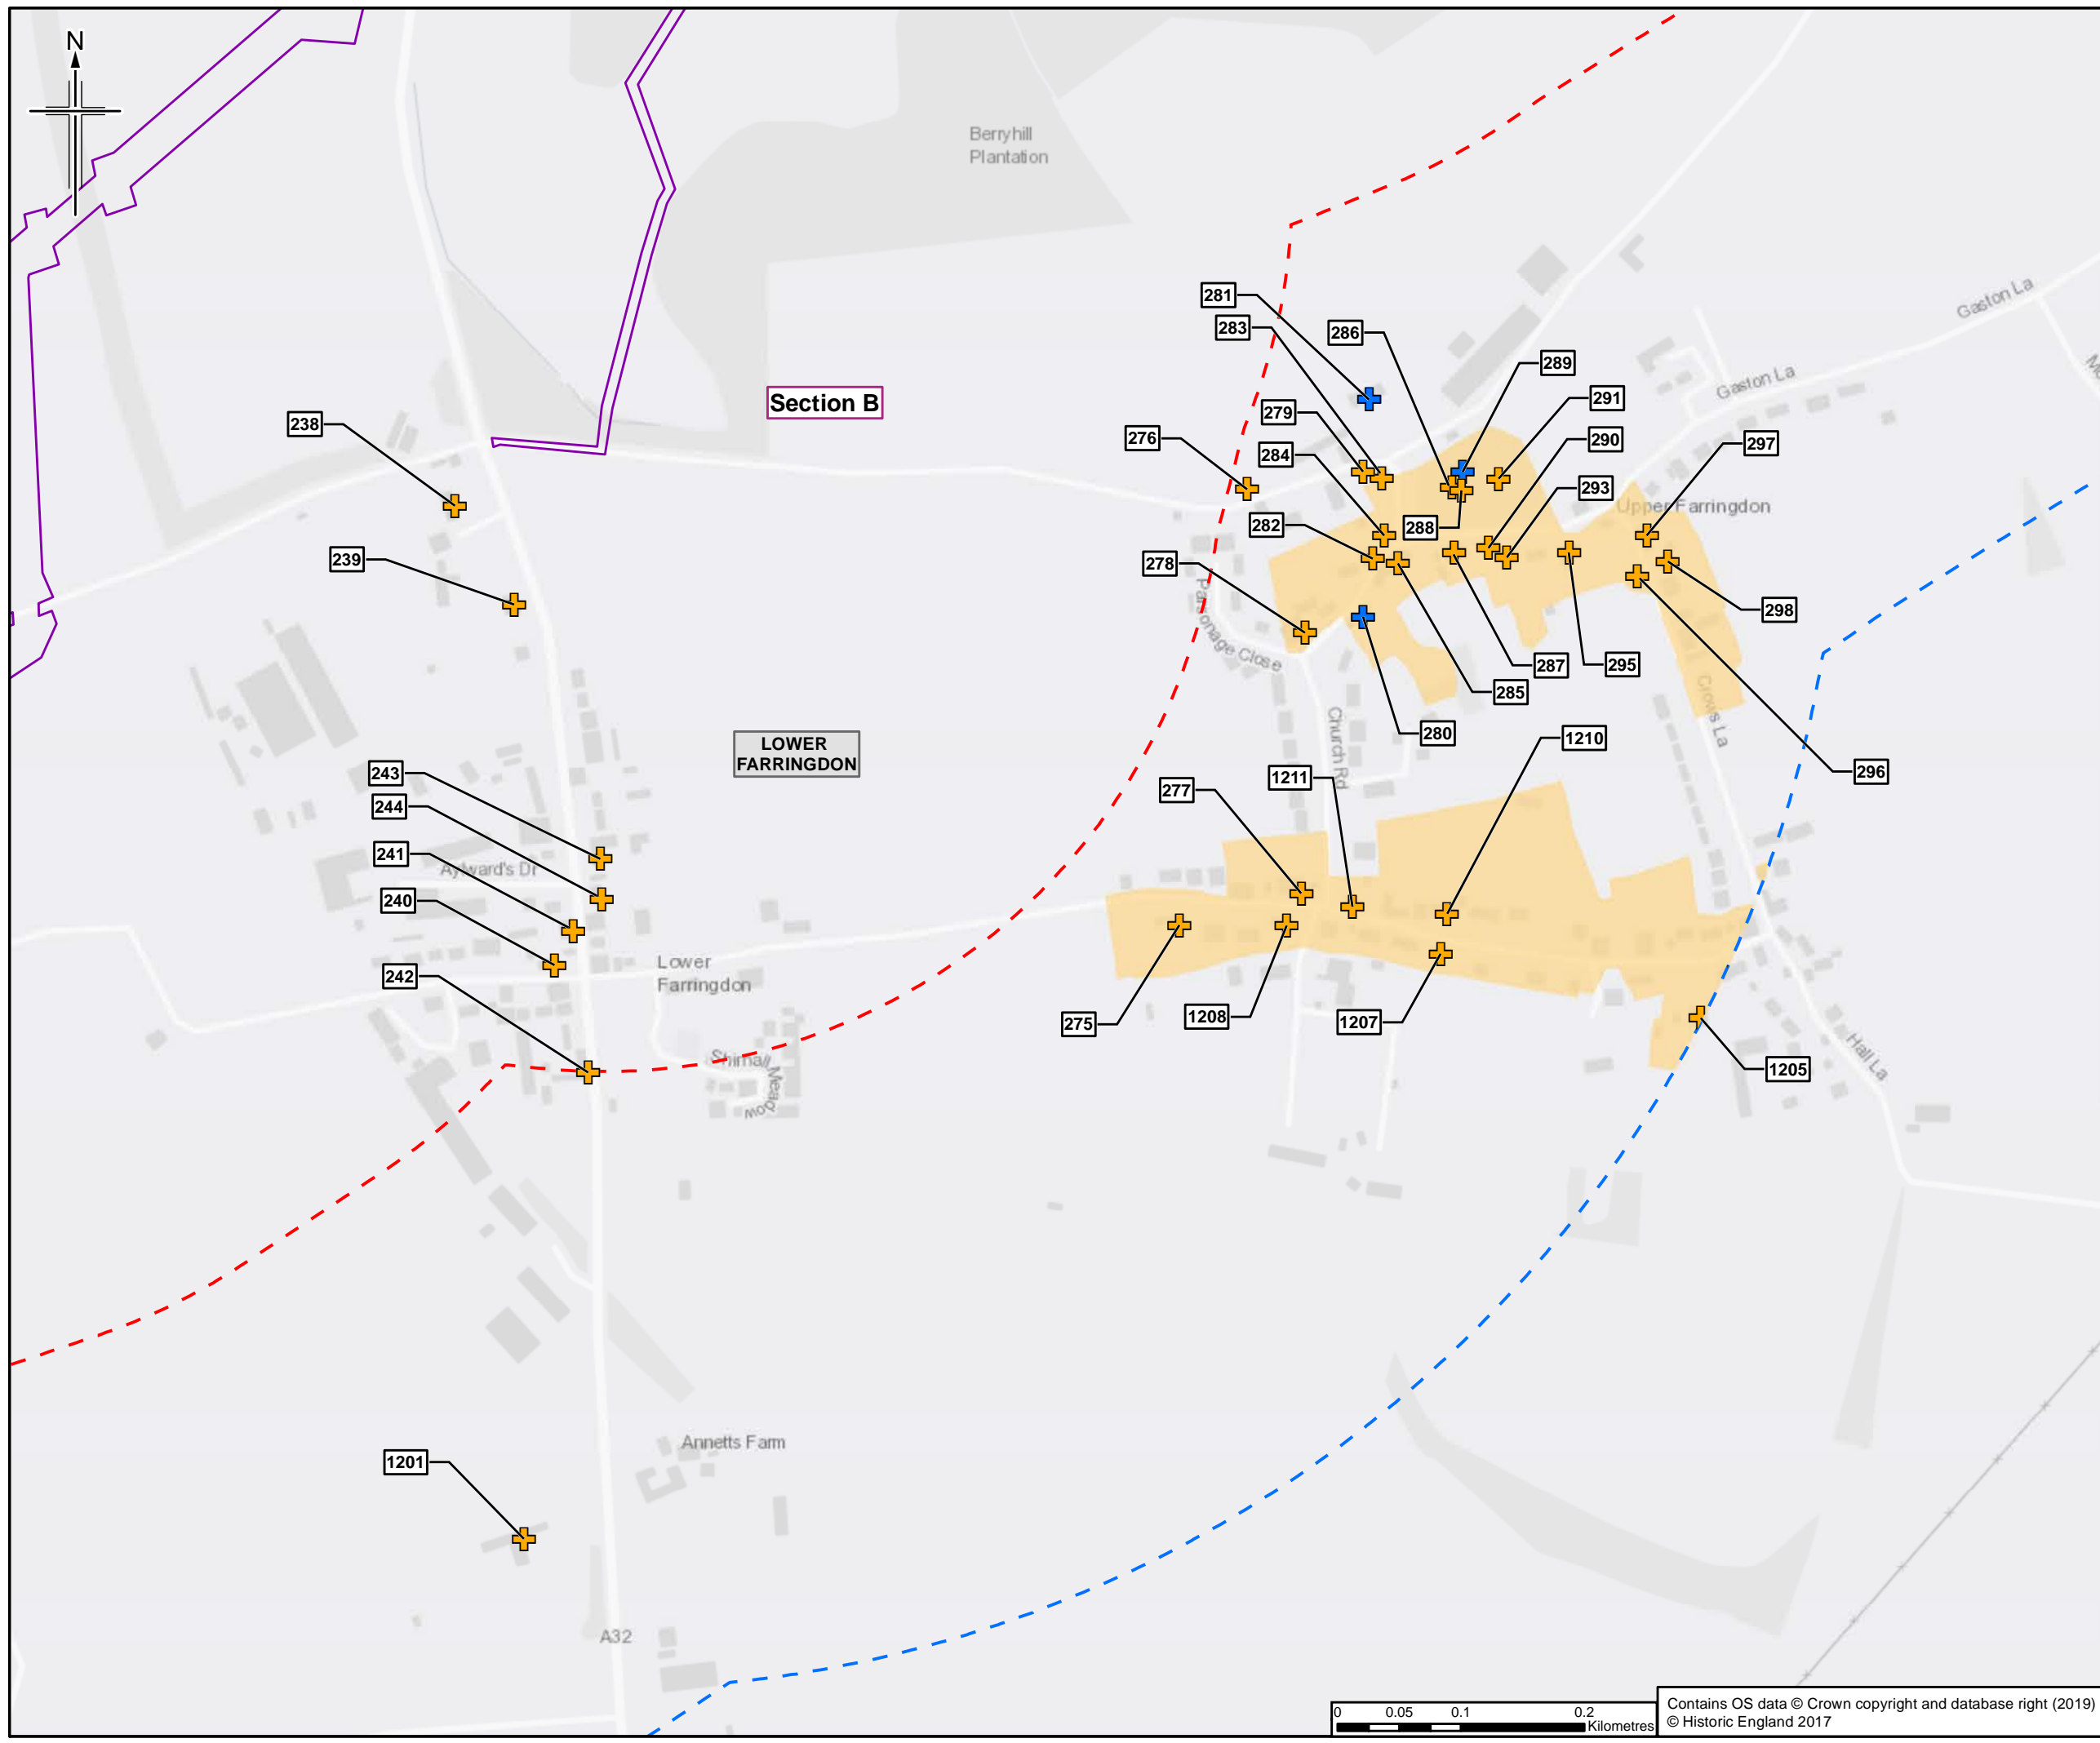 N
Berryhill
Plantation
281
283
286
289
Gaston La
Gaston La
291
279
Section B
238
276
284
290
297
293
Upper Farringdon
282
288
239
278
298
Parsonage Close
287
295
285
Church Rd
Crows La
280
1210
LOWER
FARRINGDON
296
243
1211
277
244
241
Aylward's Dr
240
242
Lower
Farringdon
275
1208
1207
Shirnall
Meadow
Hall La
1205
Annetts Farm
1201
A32
0 0.05 0.1 0.2
Kilometres
Contains OS data © Crown copyright and database right (2019)
© Historic England 2017